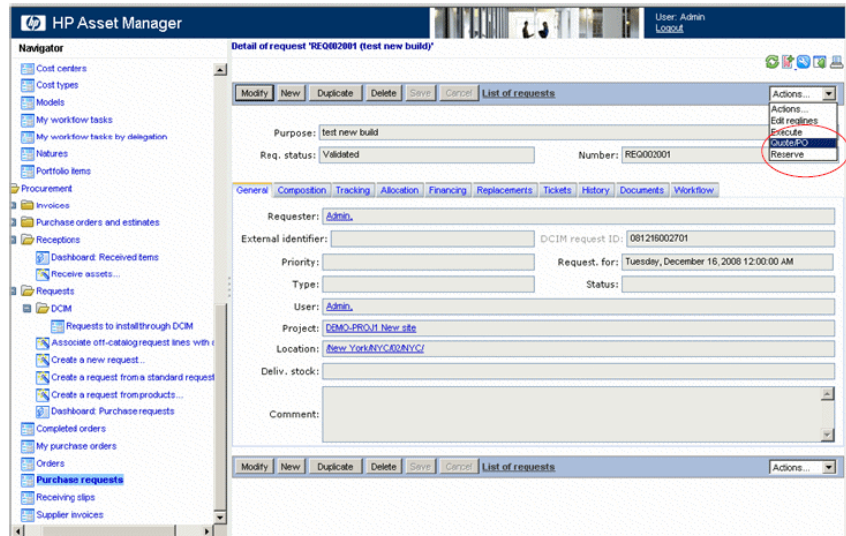 HP Asset Manager
User: Admin
Logout
Navigator
Cost centers
Cost types
Models
My workflow tasks
My workflow tasks by delegation
Natures
Portfolio items
Procurement
Invoices
Purchase orders and estimates
Receptions
Dashboard: Received items
Receive assets...
Requests
DCIM
Requests to installthrough DCIM
Associate off-catalog request lines with
Create a new request...
Create a request from a standard request
Create a request from products...
Dashboard: Purchase requests
Completed orders
My purchase orders
Orders
Purchase requests
Receiving slips
Supplier invoices
Detail of request 'REQ002001 (test new build)'
Modify New Duplicate Delete Save Cancel List of requests Actions...
Actions...
Edit reqlines
Execute
Quote/PO
Reserve
Purpose: test new build
Req. status: Validated Number: REQ002001
General Composition Tracking Allocation Financing Replacements Tickets History Documents Workflow
Requester: Admin,
External identifier: DCIM request ID: 081216002701
Priority: Request. for: Tuesday, December 16, 2008 12:00:00 AM
Type: Status:
User: Admin,
Project: DEMO-PROJ1 New site
Location: /New York/NYC/02/NYC/
Deliv. stock:
Comment:
Modify New Duplicate Delete Save Cancel List of requests Actions...